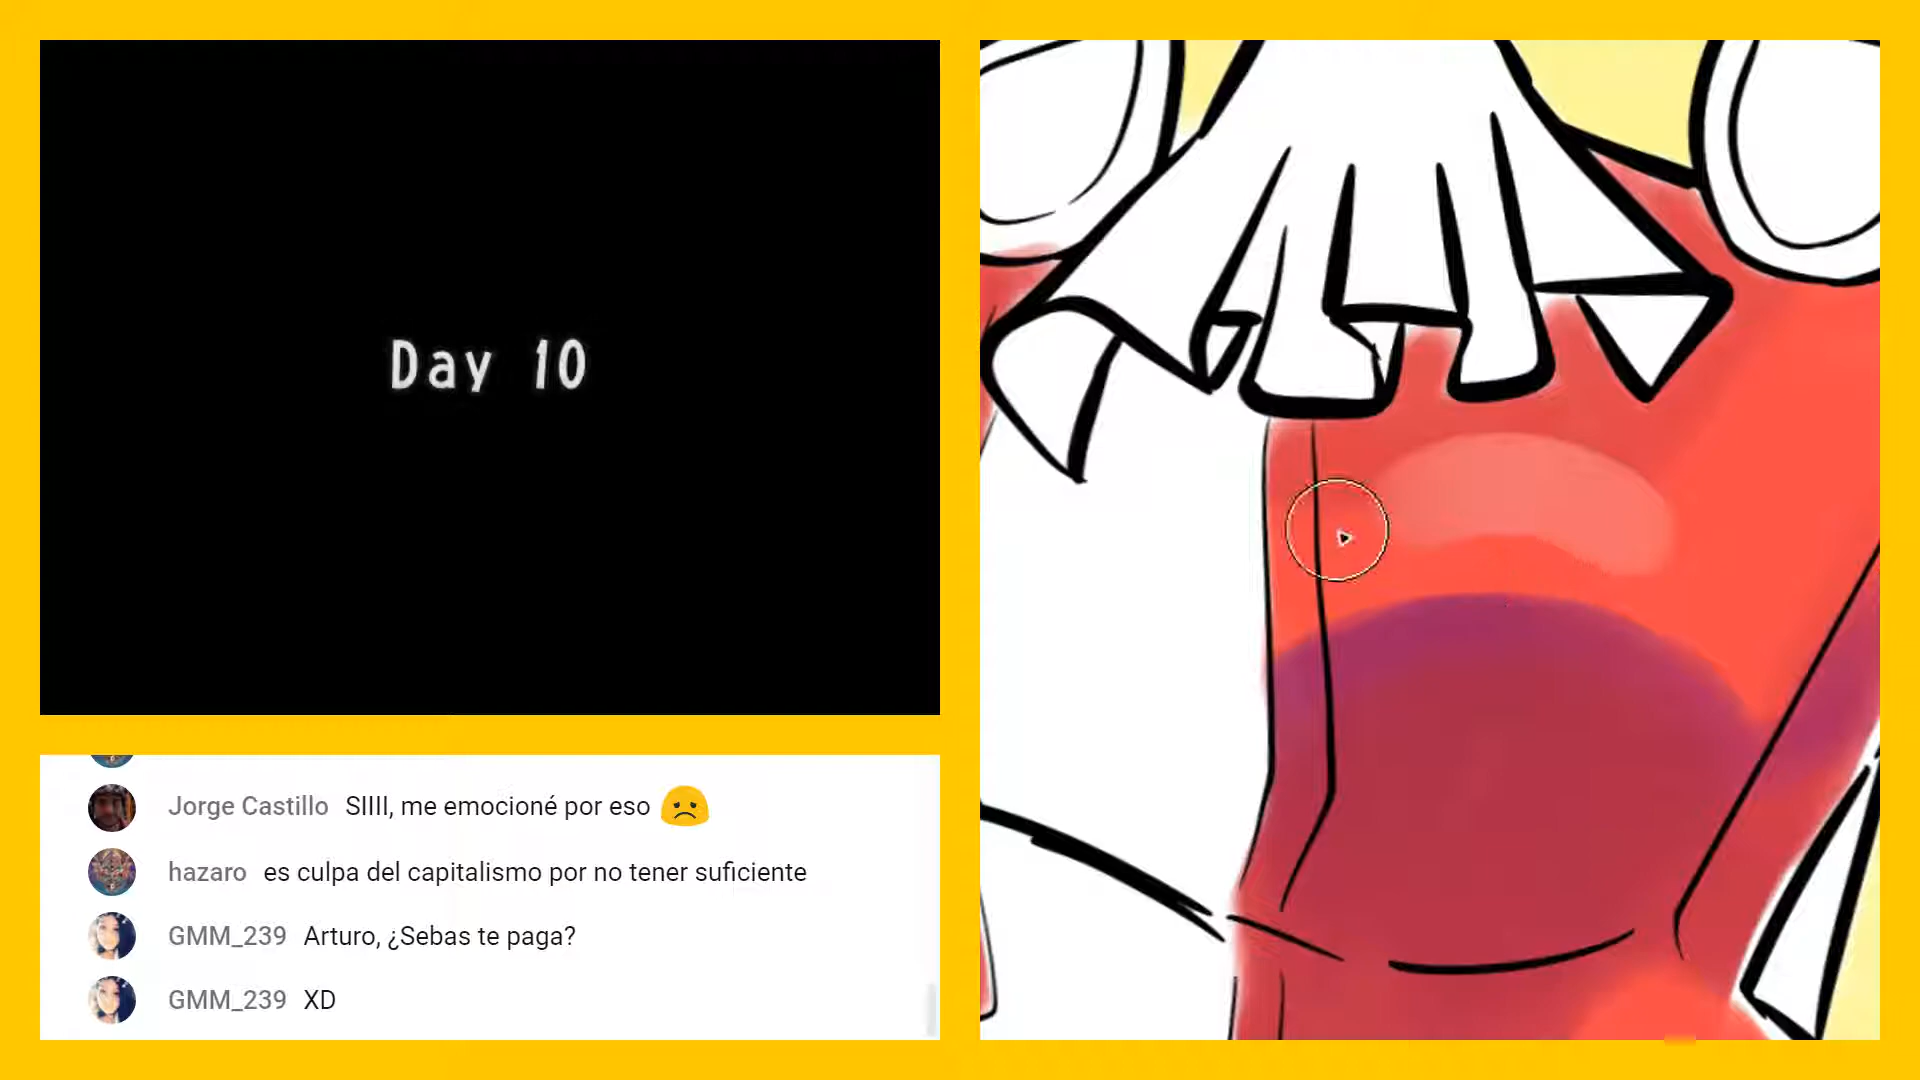 Day 10
Jorge Castillo SIIII, me emocioné por eso
hazaro es culpa del capitalismo por no tener suficiente
GMM_239 Arturo, ¿Sebas te paga?
GMM_239 XD